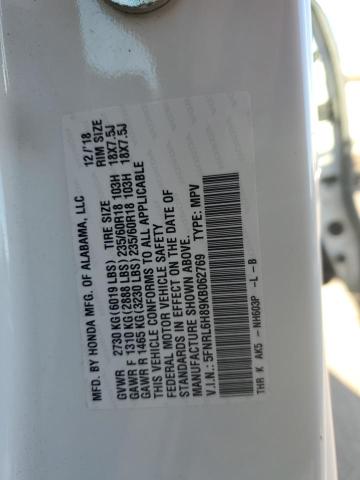 MFD. BY HONDA MFG. OF ALABAMA, LLC 12/'18
TIRE SIZE RIM SIZE
GVWR 2730 KG(6019 LBS)
GAWR F 1310 KG(2888 LBS) 235/60R18 103H 18X7.5J
GAWR R 1465 KG(3230 LBS) 235/60R18 103H 18X7.5J
THIS VEHICLE CONFORMS TO ALL APPLICABLE
FEDERAL MOTOR VEHICLE SAFETY
STANDARDS IN EFFECT ON THE DATE OF
MANUFACTURE SHOWN ABOVE.
V.I.N.: 5FNRL6H89KB062769 TYPE: MPV
THR K AK5 - NH603P -L -B